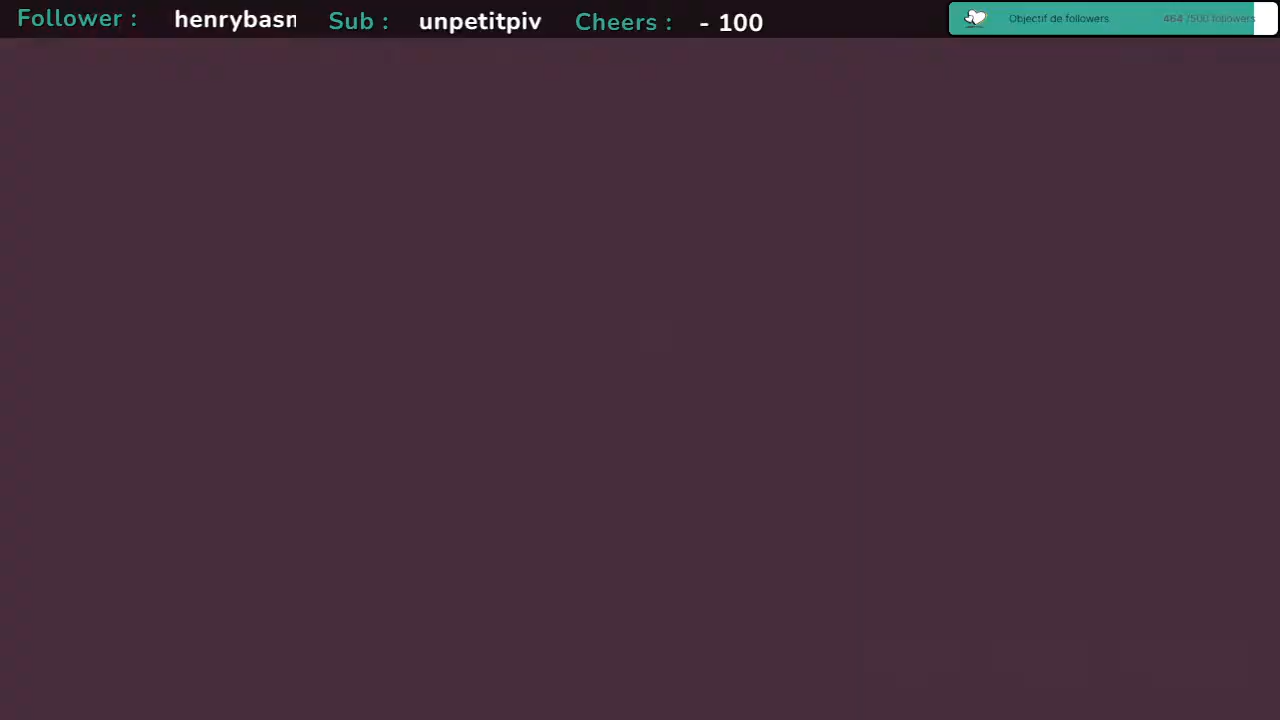 Follower : henrybasn Sub : unpetitpiv Cheers : - 100
Objectif de followers 464 /500 followers